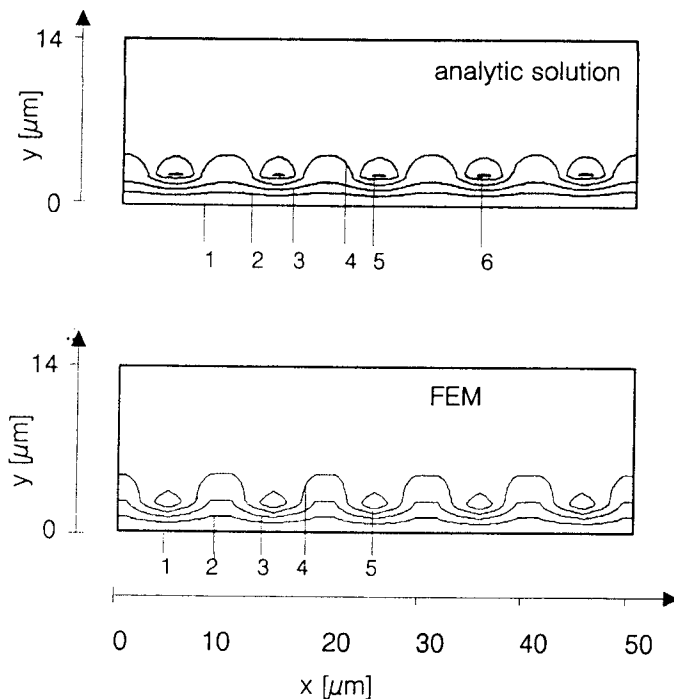 14
analytic solution
y [μm]
0
1 2 3 4 5 6
14
FEM
y [μm]
0
1 2 3 4 5
0 10 20 30 40 50
x [μm]